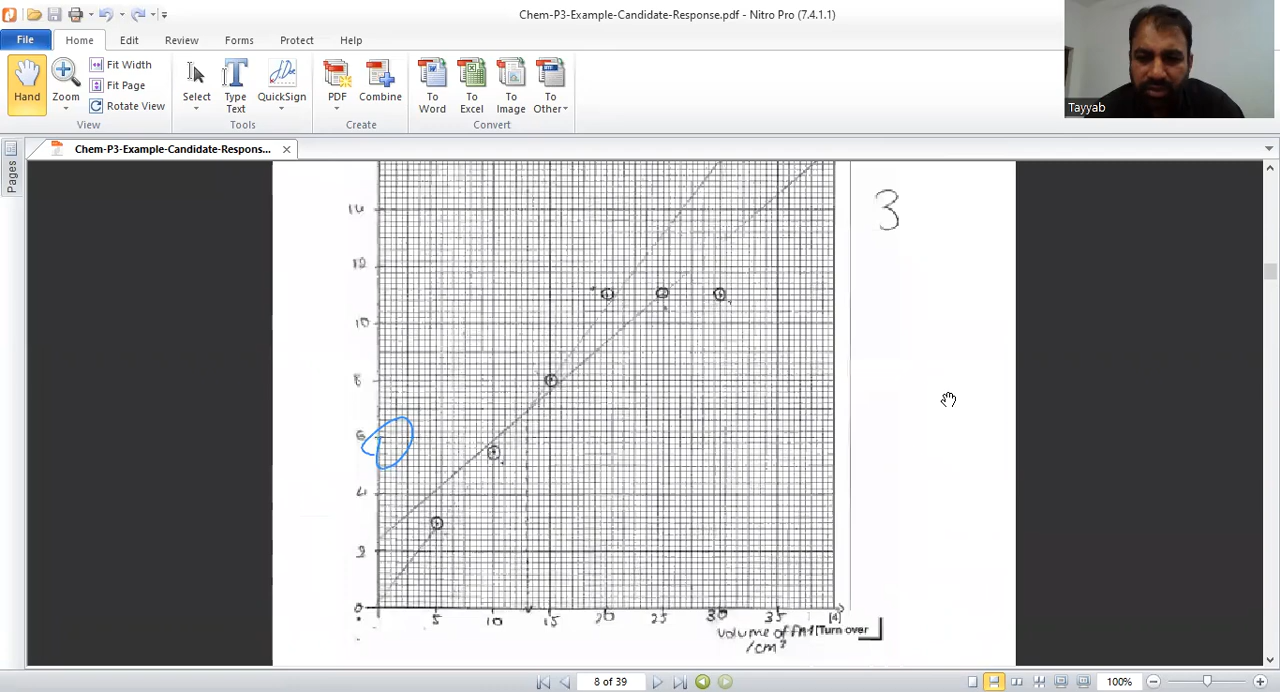 Chem-P3-Example-Candidate-Response.pdf - Nitro Pro (7.4.1.1)
File Home Edit Review Forms Protect Help
Hand
Zoom
Fit Width
Fit Page
Rotate View
View
Select
Type
Text
QuickSign
Tools
PDF
Combine
Create
To
Word
To
Excel
To
Image
To
Other
Convert
Tayyab
Pages
Chem-P3-Example-Candidate-Respons...
14
12
10
8
6
4
2
0
5 10 15 20 25 30 35
3
Volume of FA1
/cm³
[4]
[Turn over
8 of 39
100%